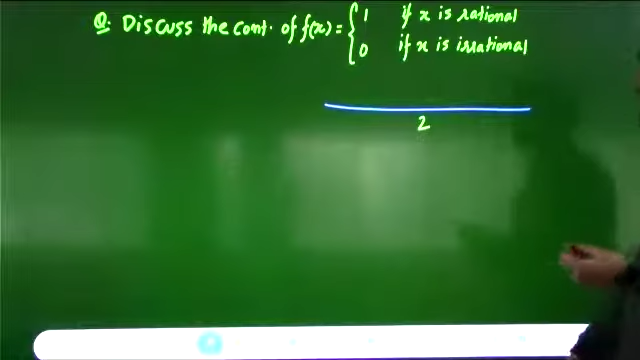 Q. Discuss the cont. of f(x) = { 1 if x is rational
0 if x is irrational
2